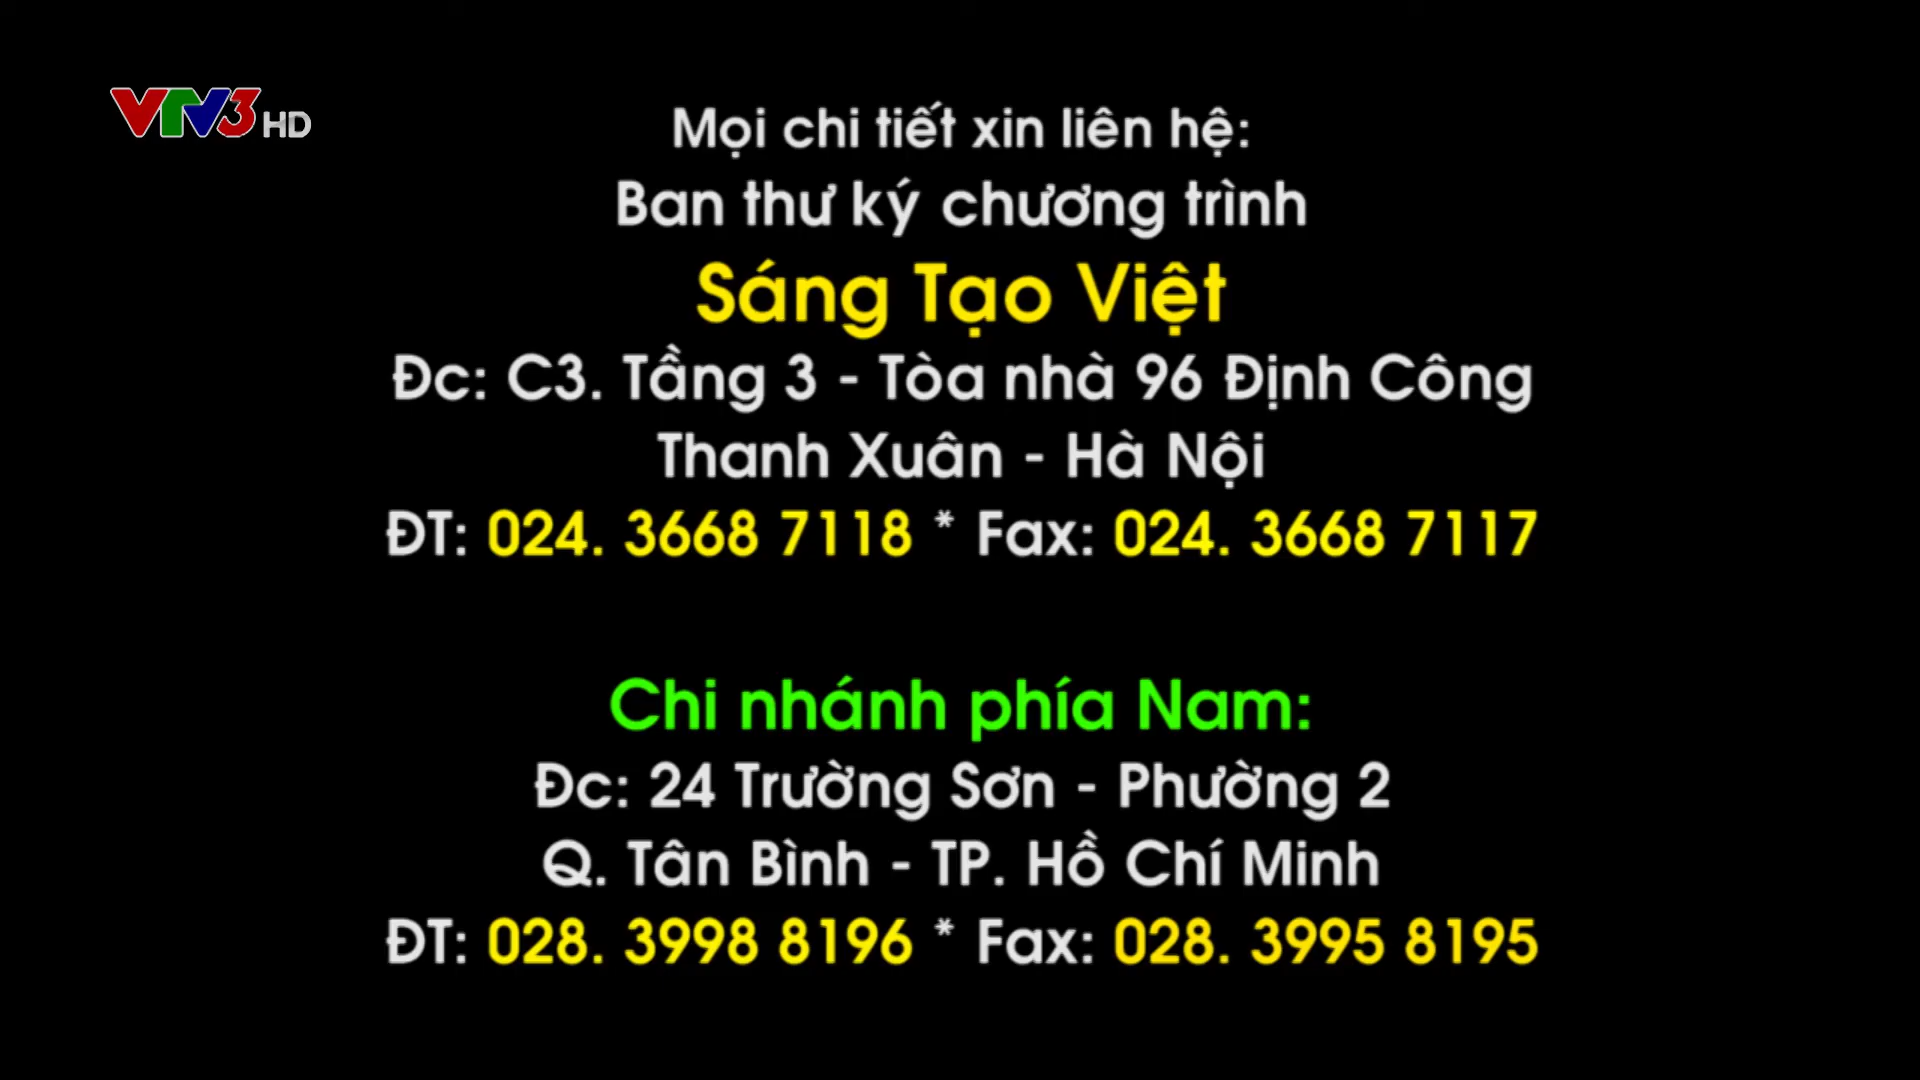 VTV3 HD
Mọi chi tiết xin liên hệ:
Ban thư ký chương trình
Sáng Tạo Việt
Đc: C3. Tầng 3 - Tòa nhà 96 Định Công
Thanh Xuân - Hà Nội
ĐT: 024. 3668 7118 * Fax: 024. 3668 7117
Chi nhánh phía Nam:
Đc: 24 Trường Sơn - Phường 2
Q. Tân Bình - TP. Hồ Chí Minh
ĐT: 028. 3998 8196 * Fax: 028. 3995 8195